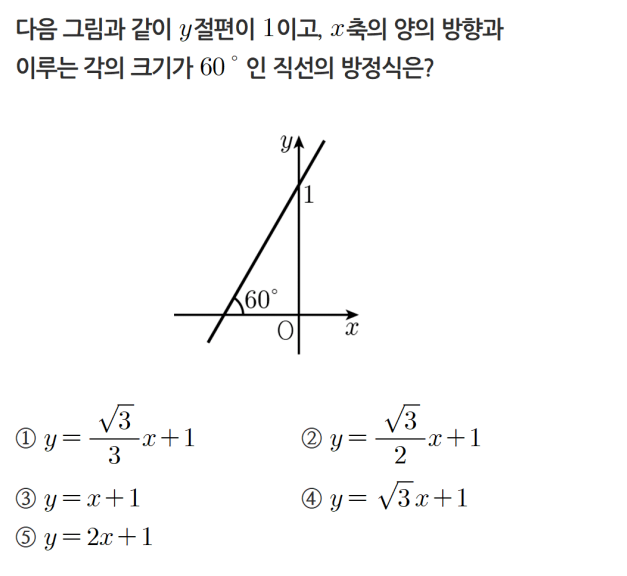 다음 그림과 같이 y절편이 1이고, x축의 양의 방향과
이루는 각의 크기가 60° 인 직선의 방정식은?
y
1
60°
O x
① y = √3/3 x + 1 ② y = √3/2 x + 1
③ y = x + 1 ④ y = √3 x + 1
⑤ y = 2x + 1